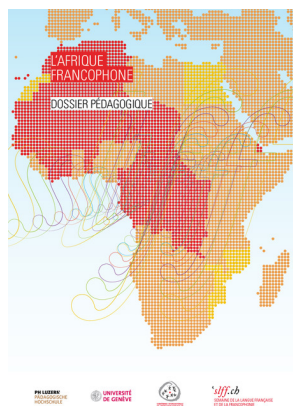 L'AFRIQUE
FRANCOPHONE
DOSSIER PÉDAGOGIQUE
PH LUZERN
PÄDAGOGISCHE
HOCHSCHULE
UNIVERSITÉ
DE GENÈVE
slff.ch
SEMAINE DE LA LANGUE FRANÇAISE
ET DE LA FRANCOPHONIE